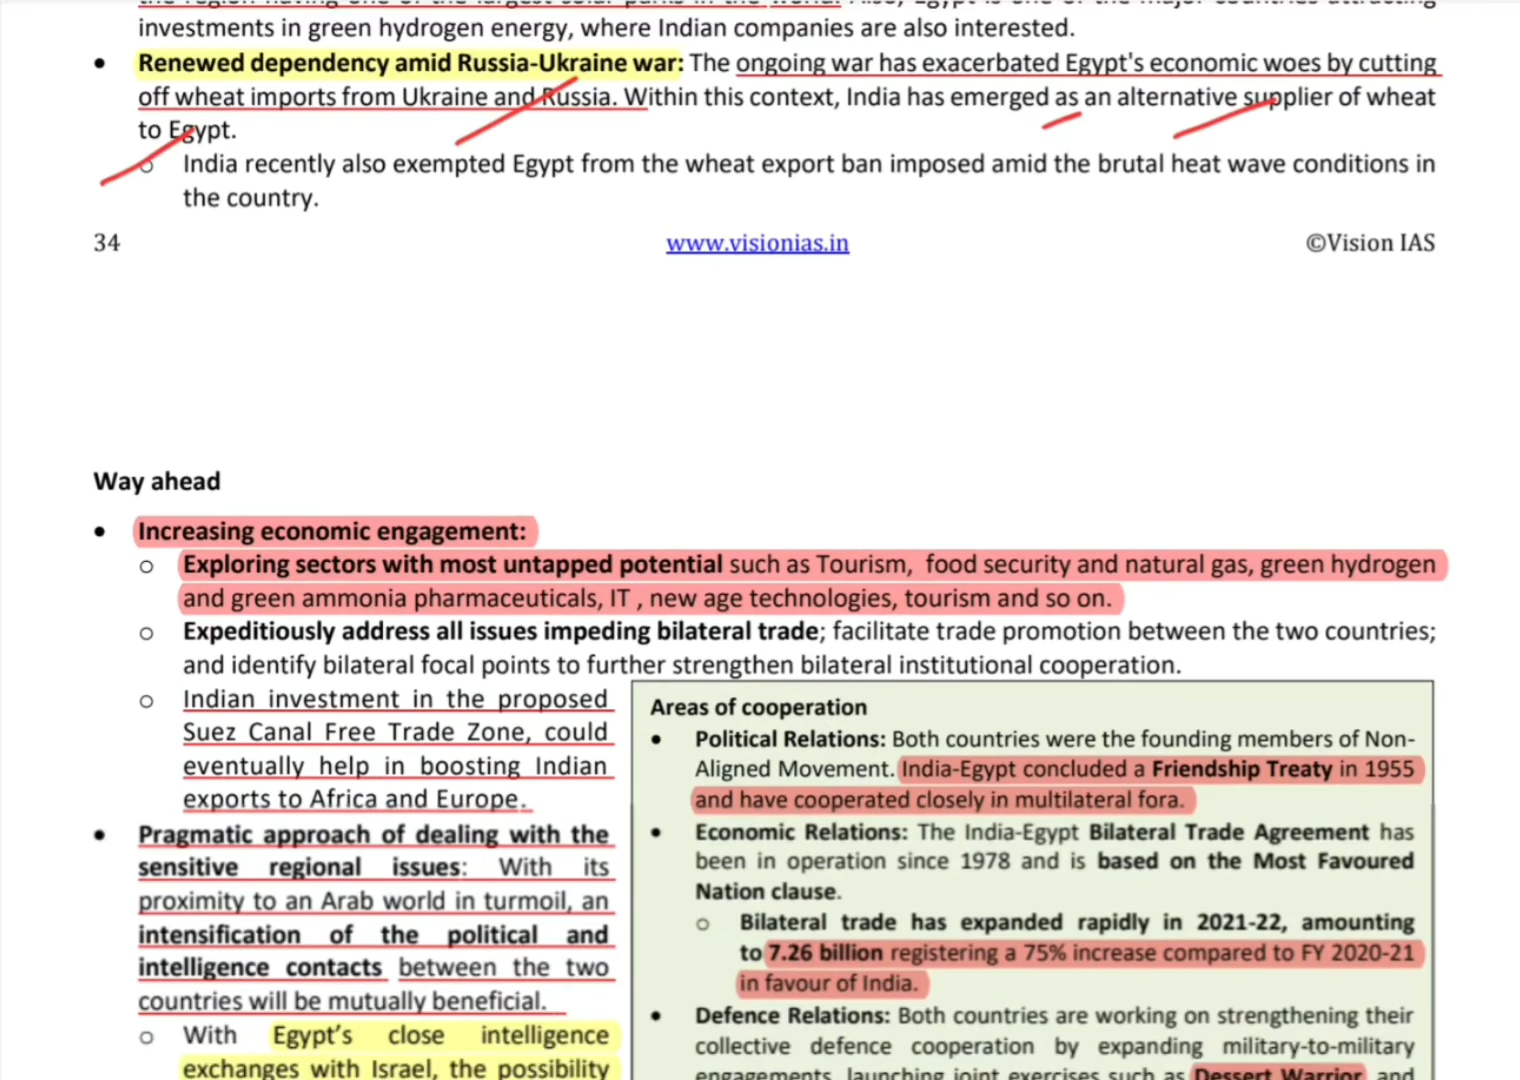 investments in green hydrogen energy, where Indian companies are also interested.
• Renewed dependency amid Russia-Ukraine war: The ongoing war has exacerbated Egypt's economic woes by cutting
off wheat imports from Ukraine and Russia. Within this context, India has emerged as an alternative supplier of wheat
to Egypt.
o India recently also exempted Egypt from the wheat export ban imposed amid the brutal heat wave conditions in
the country.
34 www.visionias.in ©Vision IAS
Way ahead
• Increasing economic engagement:
o Exploring sectors with most untapped potential such as Tourism, food security and natural gas, green hydrogen
and green ammonia pharmaceuticals, IT , new age technologies, tourism and so on.
o Expeditiously address all issues impeding bilateral trade; facilitate trade promotion between the two countries;
and identify bilateral focal points to further strengthen bilateral institutional cooperation.
o Indian investment in the proposed
Suez Canal Free Trade Zone, could
eventually help in boosting Indian
exports to Africa and Europe.
• Pragmatic approach of dealing with the
sensitive regional issues: With its
proximity to an Arab world in turmoil, an
intensification of the political and
intelligence contacts between the two
countries will be mutually beneficial.
o With Egypt’s close intelligence
exchanges with Israel, the possibility
Areas of cooperation
• Political Relations: Both countries were the founding members of Non-
Aligned Movement. India-Egypt concluded a Friendship Treaty in 1955
and have cooperated closely in multilateral fora.
• Economic Relations: The India-Egypt Bilateral Trade Agreement has
been in operation since 1978 and is based on the Most Favoured
Nation clause.
o Bilateral trade has expanded rapidly in 2021-22, amounting
to 7.26 billion registering a 75% increase compared to FY 2020-21
in favour of India.
• Defence Relations: Both countries are working on strengthening their
collective defence cooperation by expanding military-to-military
engagements, launching joint exercises such as Dessert Warrior and